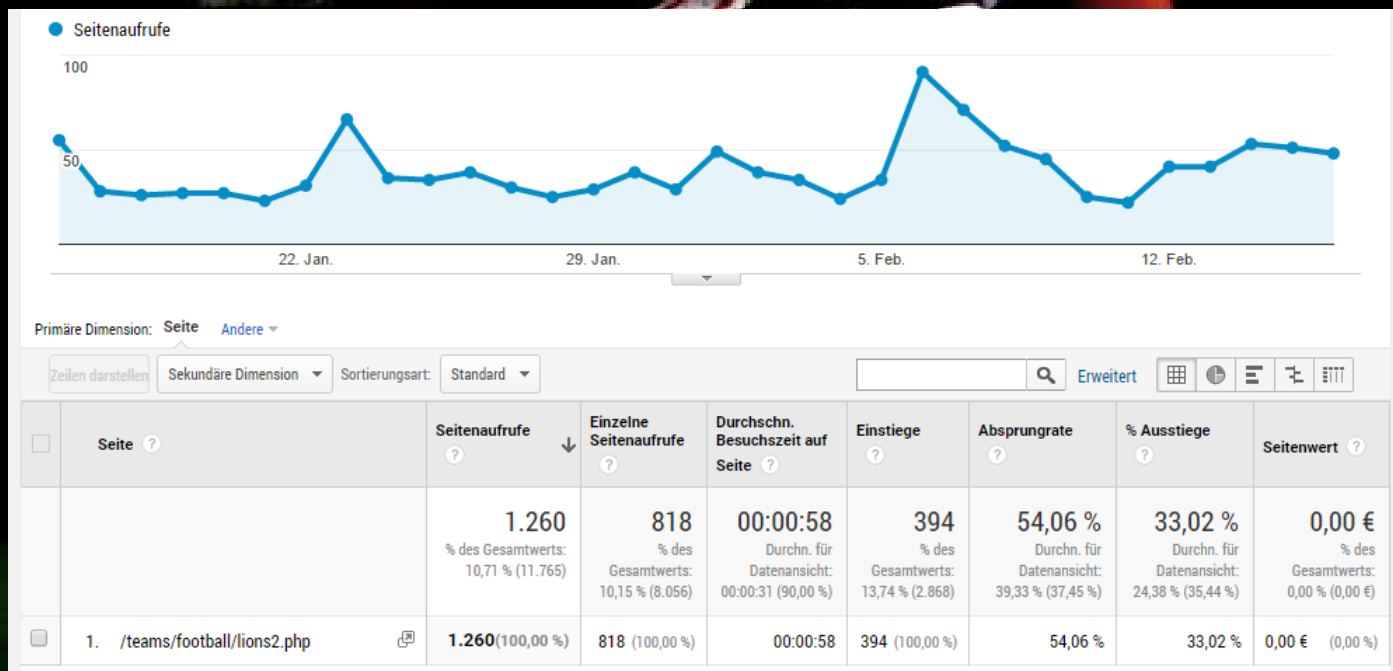 Seitenaufrufe
100
50
22. Jan.
29. Jan.
5. Feb.
12. Feb.
Primäre Dimension: Seite Andere
Zeilen darstellen Sekundäre Dimension Sortierungsart: Standard Erweitert
Seite ?
Seitenaufrufe
?
Einzelne
Seitenaufrufe
?
Durchschn.
Besuchszeit auf
Seite ?
Einstiege
?
Absprungrate
?
% Ausstiege
?
Seitenwert ?
1.260
% des Gesamtwerts:
10,71 % (11.765)
818
% des
Gesamtwerts:
10,15 % (8.056)
00:00:58
Durchn. für
Datenansicht:
00:00:31 (90,00 %)
394
% des
Gesamtwerts:
13,74 % (2.868)
54,06 %
Durchn. für
Datenansicht:
39,33 % (37,45 %)
33,02 %
Durchn. für
Datenansicht:
24,38 % (35,44 %)
0,00 €
% des
Gesamtwerts:
0,00 % (0,00 €)
1. /teams/football/lions2.php 1.260(100,00 %) 818 (100,00 %) 00:00:58 394 (100,00 %) 54,06 % 33,02 % 0,00 € (0,00 %)